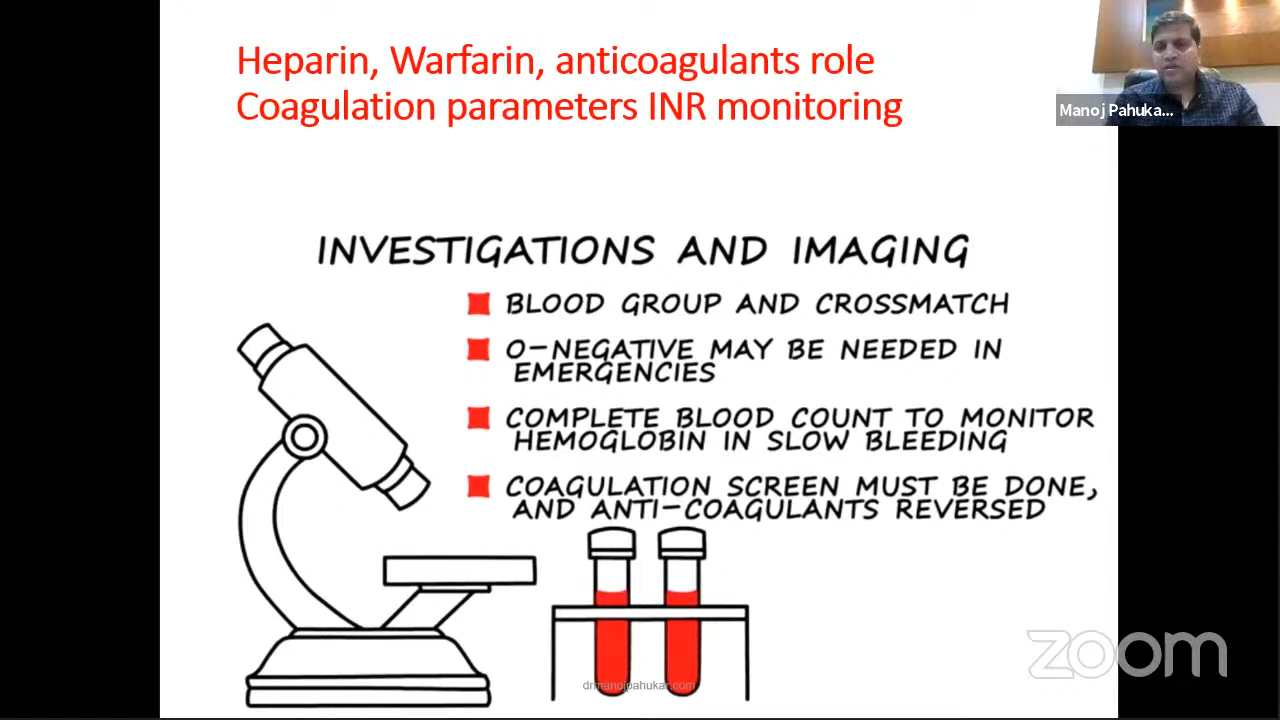 Heparin, Warfarin, anticoagulants role
Coagulation parameters INR monitoring
Manoj Pahuka...
INVESTIGATIONS AND IMAGING
BLOOD GROUP AND CROSSMATCH
O-NEGATIVE MAY BE NEEDED IN
EMERGENCIES
COMPLETE BLOOD COUNT TO MONITOR
HEMOGLOBIN IN SLOW BLEEDING
COAGULATION SCREEN MUST BE DONE,
AND ANTI-COAGULANTS REVERSED
drmanojpahukar.com
zoom